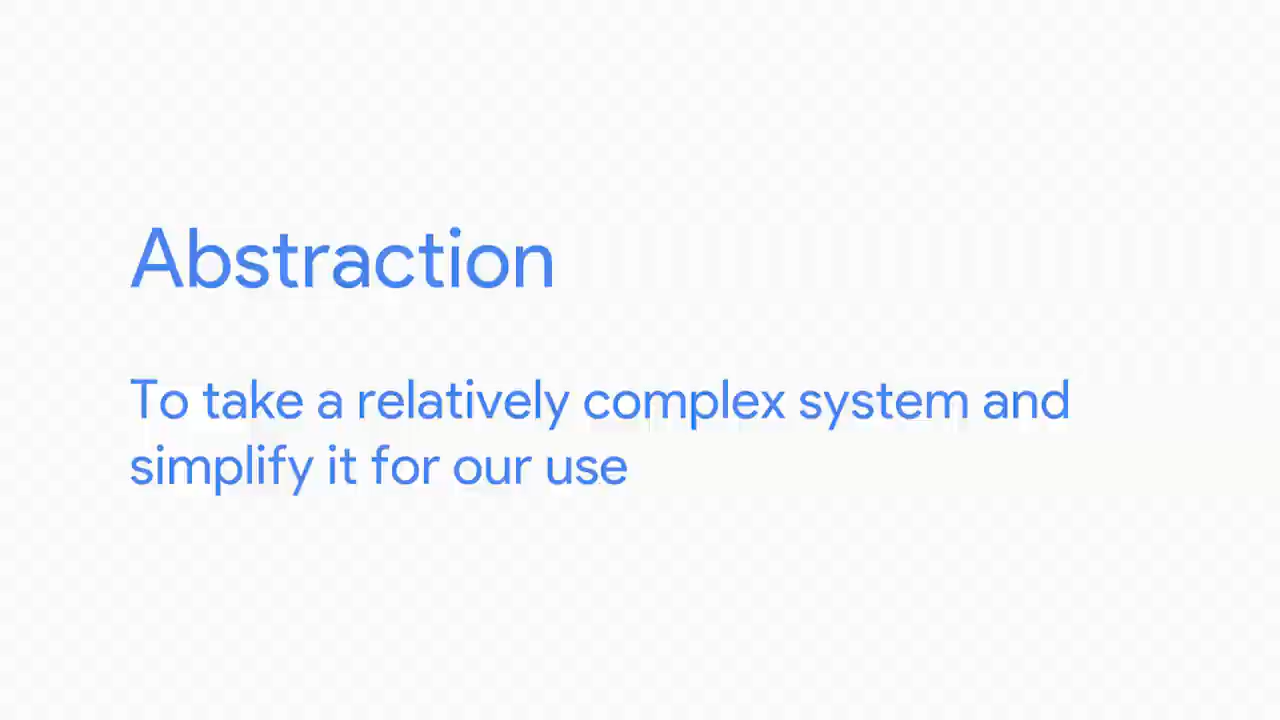 Abstraction
To take a relatively complex system and
simplify it for our use